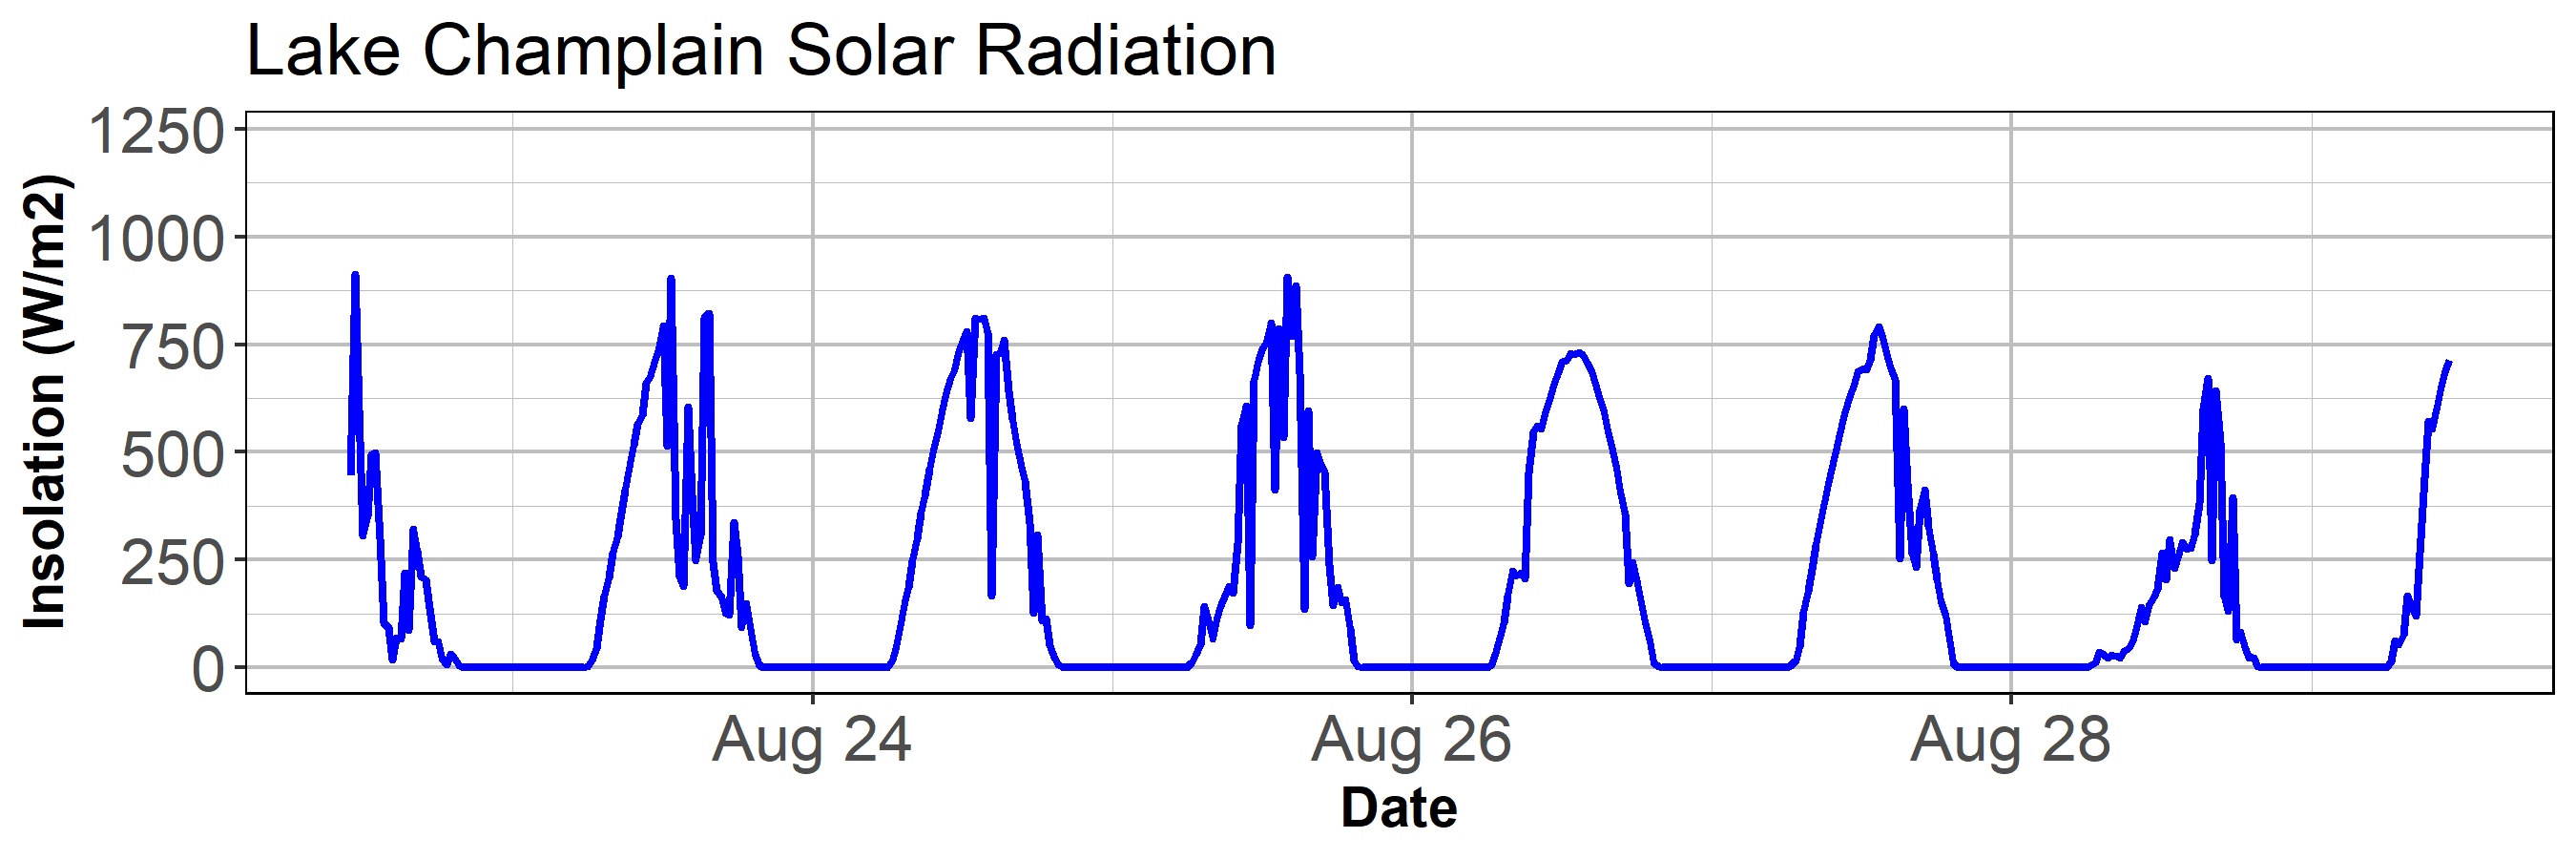 Lake Champlain Solar Radiation
Insolation (W/m2)
1250
1000
750
500
250
0
Aug 24
Aug 26
Aug 28
Date